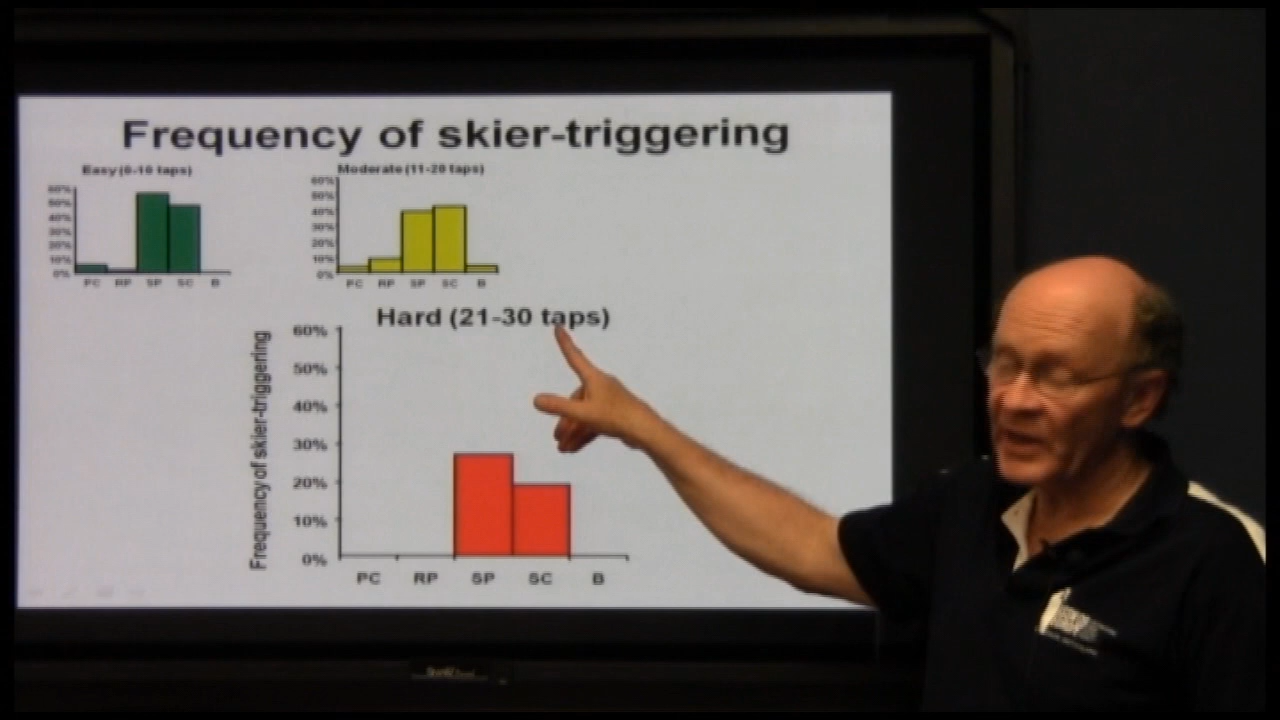 Frequency of skier-triggering
Easy (0-10 taps)
60%
50%
40%
30%
20%
10%
0%
PC RP SP SC B
Moderate (11-20 taps)
60%
50%
40%
30%
20%
10%
0%
PC RP SP SC B
Hard (21-30 taps)
Frequency of skier-triggering
60%
50%
40%
30%
20%
10%
0%
PC RP SP SC B